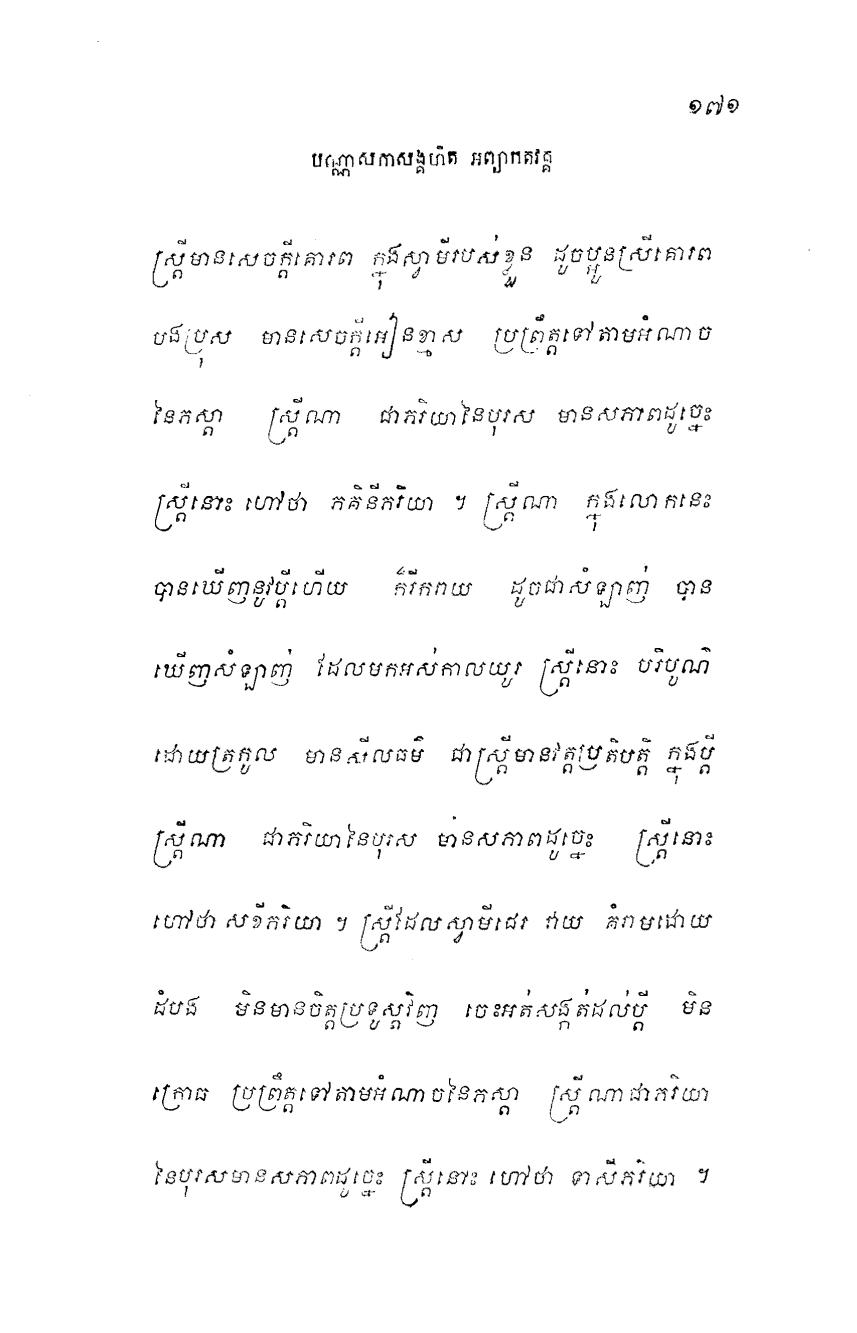 ១៧១
បណ្ណាសកាសង្គហិត អព្យាកតវគ្គ
ស្ត្រីមានសេចក្តីគោរព ក្នុងស្វាមីរបស់ខ្លួន ដូចប្អូនស្រីគោរព
បងប្រុស មានសេចក្តីអៀនខ្មាស ប្រព្រឹត្តទៅតាមអំណាច
នៃភស្តា ស្ត្រីណា ជាភរិយានៃបុរស មានសភាពដូច្នេះ
ស្ត្រីនោះ ហៅថា ភគិនីភរិយា ។ ស្ត្រីណា ក្នុងលោកនេះ
បានឃើញនូវប្តីហើយ ក៏រីករាយ ដូចជាសំឡាញ់ បាន
ឃើញសំឡាញ់ ដែលមកអស់កាលយូរ ស្ត្រីនោះ បរិបូណ៌
ដោយត្រកូល មានសីលធម៌ ជាស្ត្រីមានវត្តប្រតិបត្តិ ក្នុងប្តី
ស្ត្រីណា ជាភរិយានៃបុរស មានសភាពដូច្នេះ ស្ត្រីនោះ
ហៅថា សខីភរិយា ។ ស្ត្រីដែលស្វាមីជេរ វាយ គំរាមដោយ
ដំបង មិនមានចិត្តប្រទូស្តវិញ ចេះអត់សង្កត់ដល់ប្តី មិន
ក្រោធ ប្រព្រឹត្តទៅតាមអំណាចនៃភស្តា ស្ត្រីណាជាភរិយា
នៃបុរសមានសភាពដូច្នេះ ស្ត្រីនោះ ហៅថា ទាសីភរិយា ។